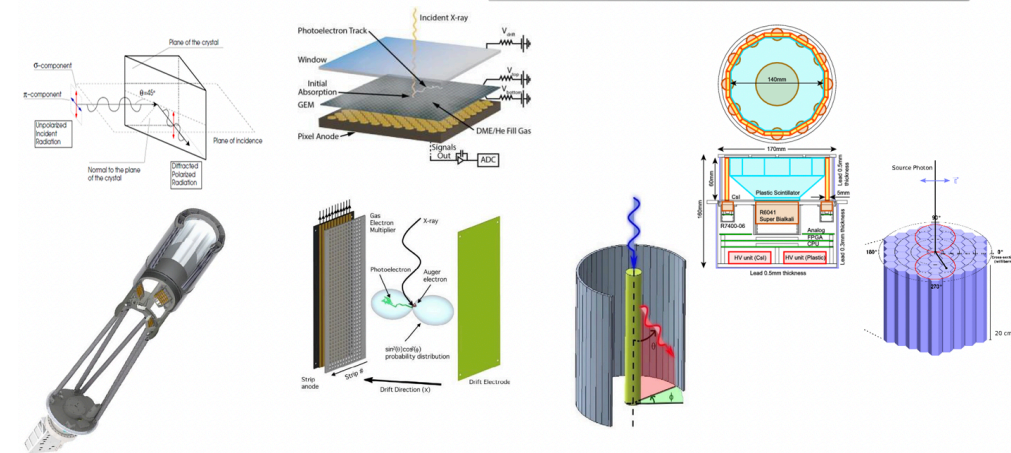 Plane of the crystal
σ-component
π-component
θ=45°
Unpolarized
Incident
Radiation
Plane of incidence
Normal to the plane
of the crystal
Diffracted
Polarized
Radiation
Incident X-ray
Photoelectron Track
Window
Initial
Absorption
GEM
Pixel Anode
DME/He Fill Gas
Signals
Out
ADC
Gas
Electron
Multiplier
X-ray
Photoelectron
Auger
electron
sin²(θ)cos²(φ)
probability distribution
Strip
anode
Strip #
Drift Direction (X)
Drift Electrode
θ
φ
140mm
170mm
Lead 0.5mm
thickness
60mm
160mm
Plastic Scintillator
CsI
5mm
R6041
Super Bialkali
R7400-06
Analog
FPGA
CPU
Lead 0.3mm
thickness
HV unit (CsI)
HV unit (Plastic)
Lead 0.5mm thickness
Source Photon
90°
180°
0°
270°
20 cm